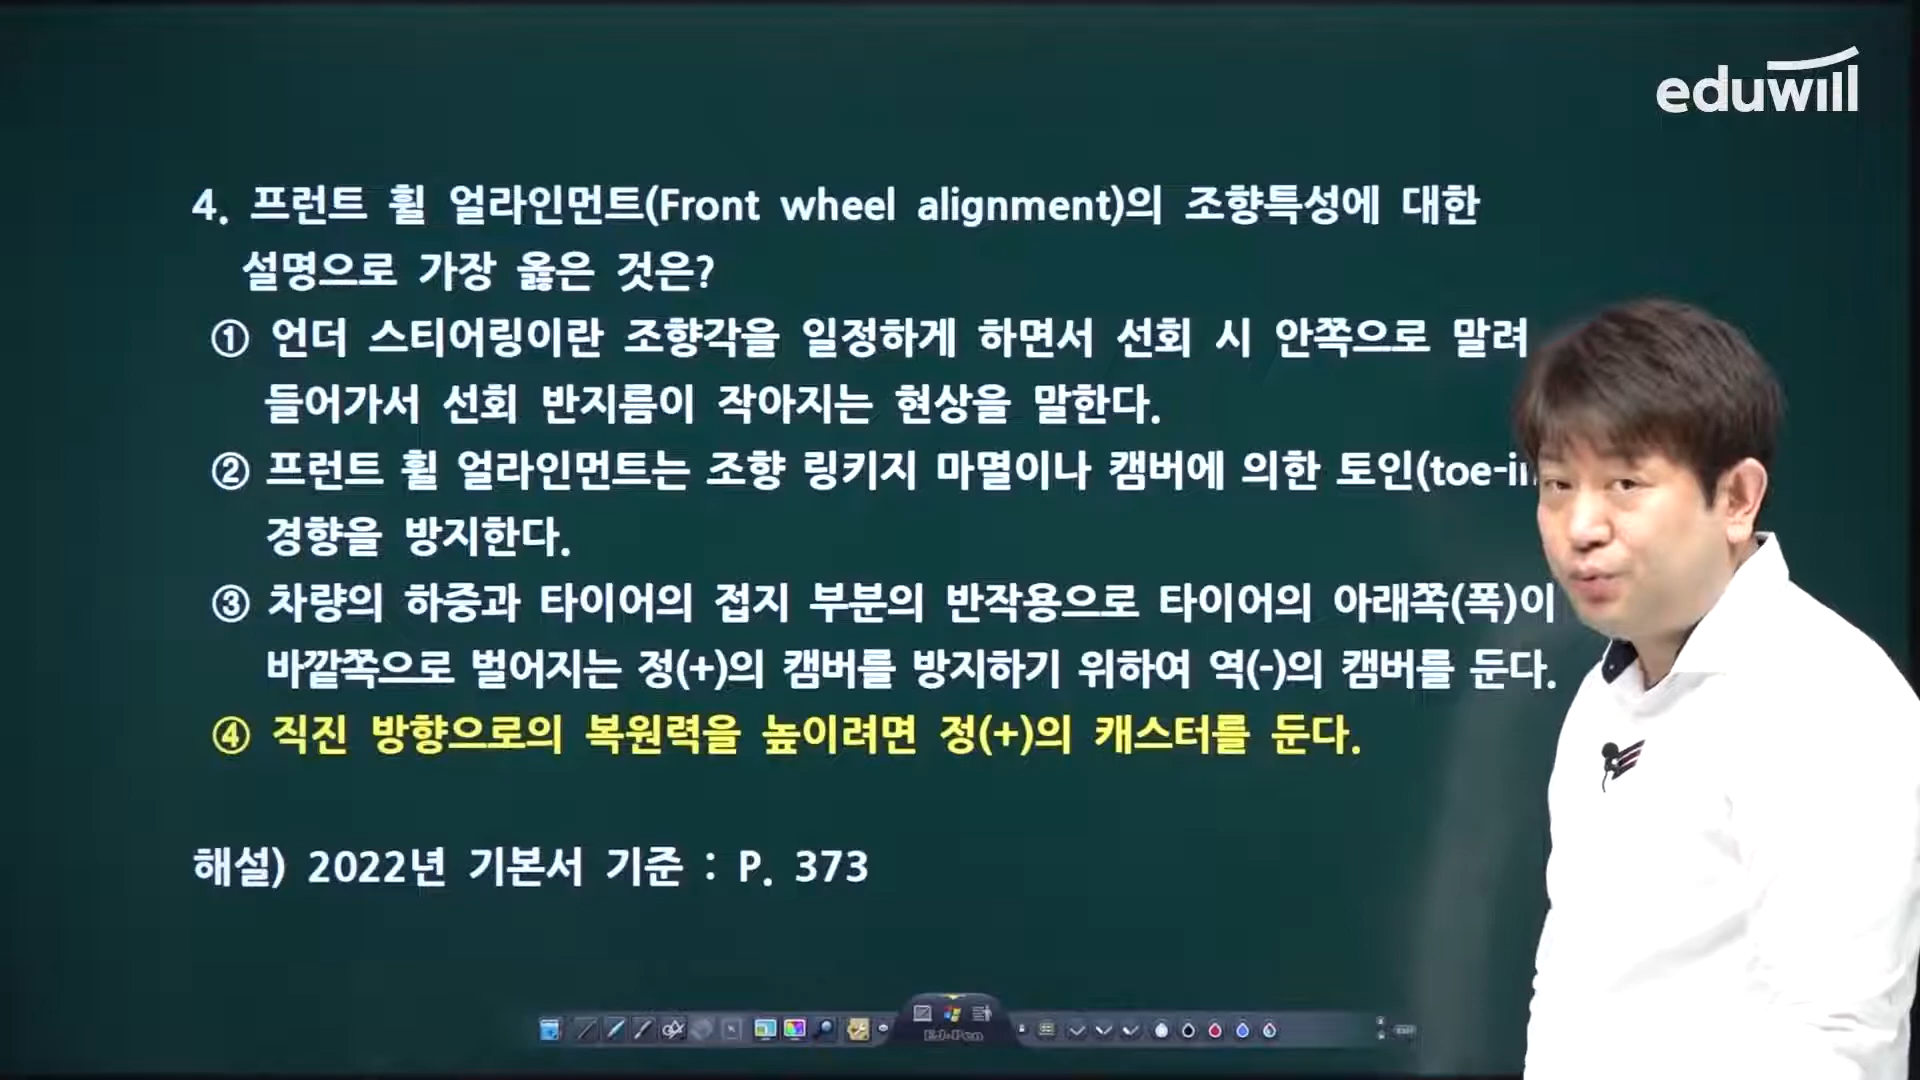 eduwill
4. 프런트 휠 얼라인먼트(Front wheel alignment)의 조향특성에 대한
설명으로 가장 옳은 것은?
① 언더 스티어링이란 조향각을 일정하게 하면서 선회 시 안쪽으로 말려
들어가서 선회 반지름이 작아지는 현상을 말한다.
② 프런트 휠 얼라인먼트는 조향 링키지 마멸이나 캠버에 의한 토인(toe-in
경향을 방지한다.
③ 차량의 하중과 타이어의 접지 부분의 반작용으로 타이어의 아래쪽(폭)이
바깥쪽으로 벌어지는 정(+)의 캠버를 방지하기 위하여 역(-)의 캠버를 둔다.
④ 직진 방향으로의 복원력을 높이려면 정(+)의 캐스터를 둔다.
해설) 2022년 기본서 기준 : P. 373